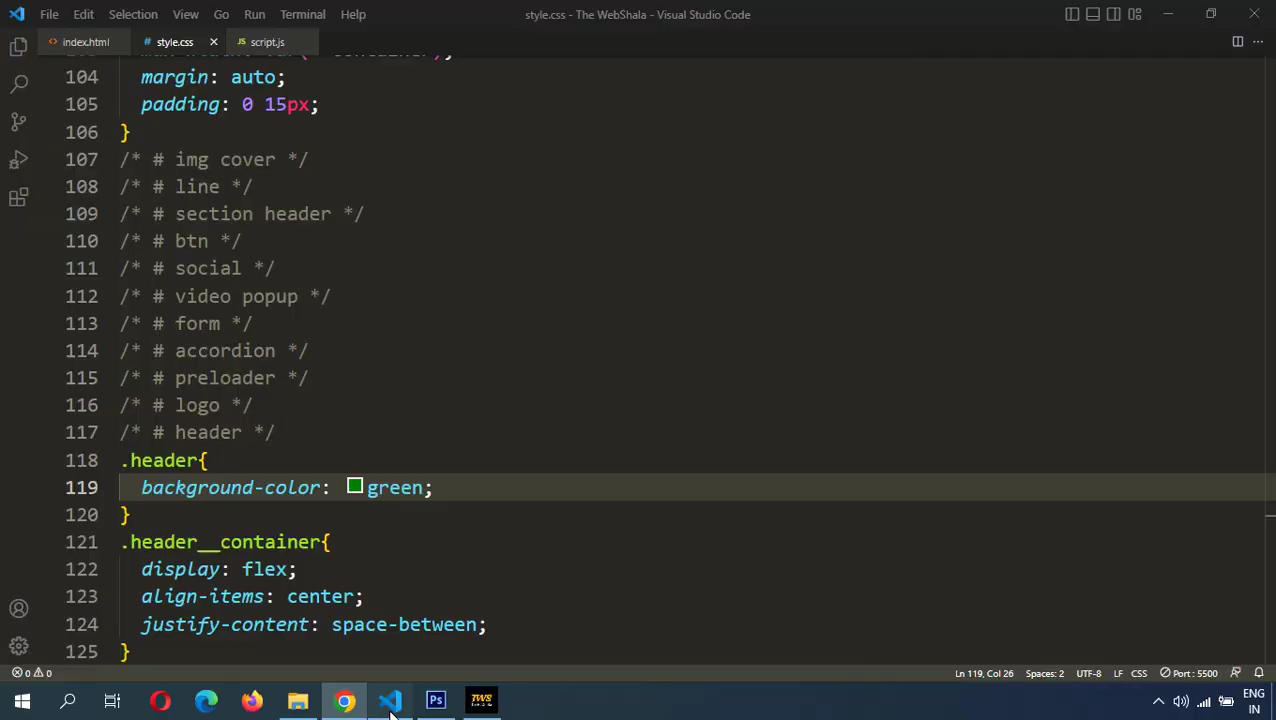 File Edit Selection View Go Run Terminal Help style.css - The WebShala - Visual Studio Code
index.html # style.css script.js
104 margin: auto;
105 padding: 0 15px;
106 }
107 /* # img cover */
108 /* # line */
109 /* # section header */
110 /* # btn */
111 /* # social */
112 /* # video popup */
113 /* # form */
114 /* # accordion */
115 /* # preloader */
116 /* # logo */
117 /* # header */
118 .header{
119 background-color: green;
120 }
121 .header__container{
122 display: flex;
123 align-items: center;
124 justify-content: space-between;
125 }
0 0 Ln 119, Col 26 Spaces: 2 UTF-8 LF CSS Port : 5500
Ps TWS ENG
IN